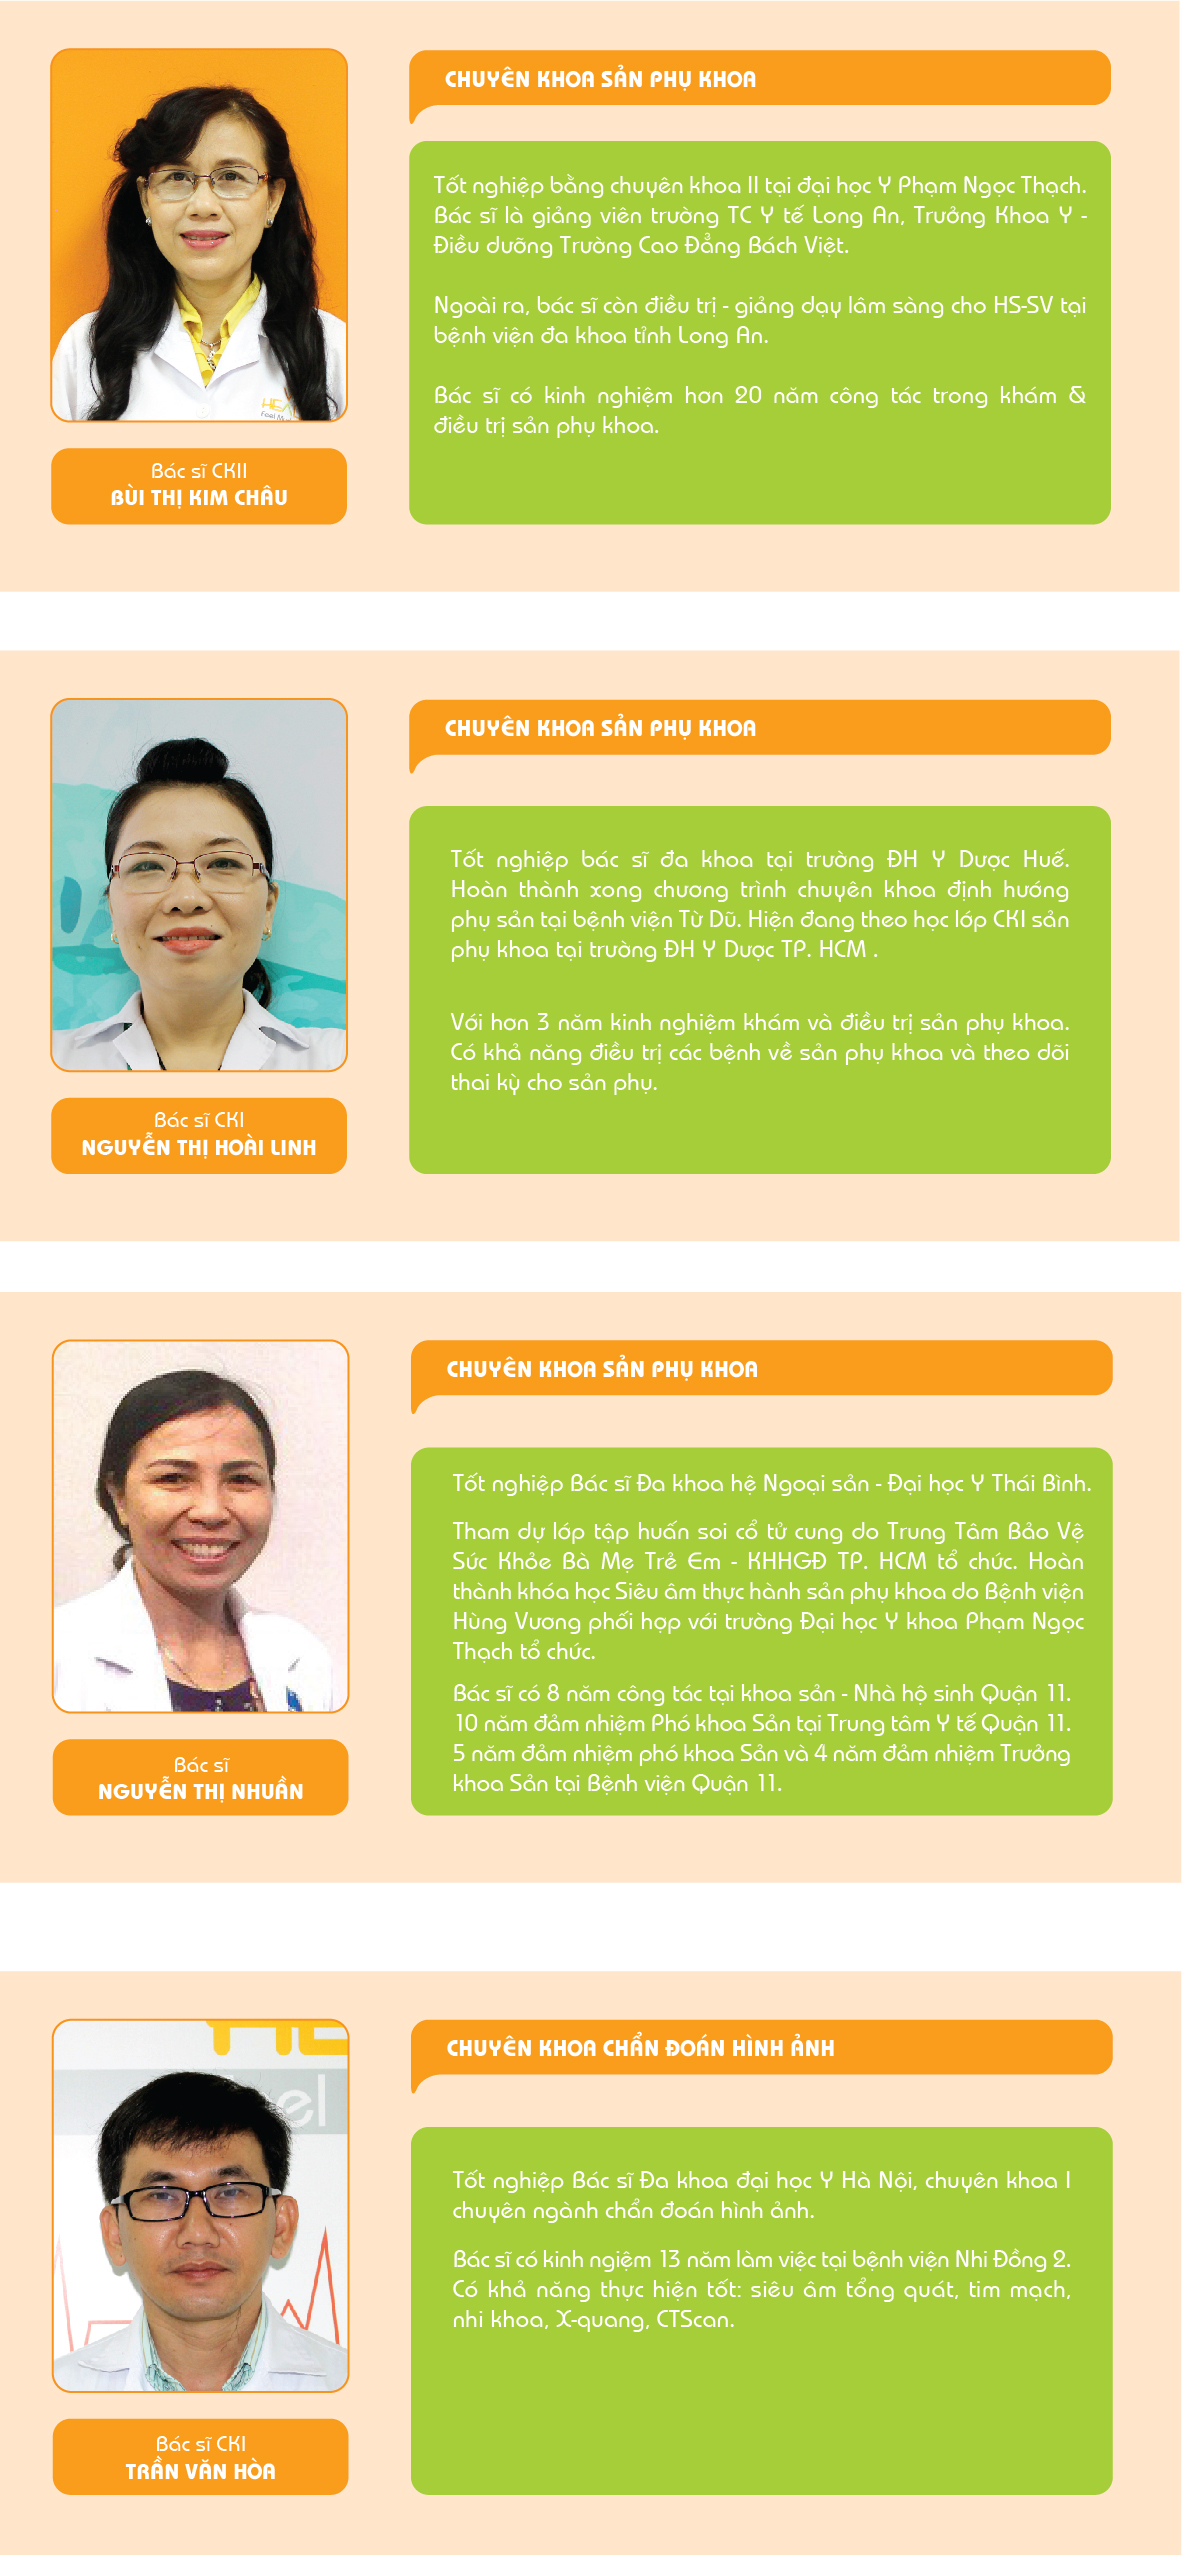 CHUYÊN KHOA SẢN PHỤ KHOA
Tốt nghiệp bằng chuyên khoa II tại đại học Y Phạm Ngọc Thạch.
Bác sĩ là giảng viên trường TC Y tế Long An, Trưởng Khoa Y -
Điều dưỡng Trường Cao Đẳng Bách Việt.
Ngoài ra, bác sĩ còn điều trị - giảng dạy lâm sàng cho HS-SV tại
bệnh viện đa khoa tỉnh Long An.
Bác sĩ có kinh nghiệm hơn 20 năm công tác trong khám &
điều trị sản phụ khoa.
Bác sĩ CKII
BÙI THỊ KIM CHÂU
CHUYÊN KHOA SẢN PHỤ KHOA
Tốt nghiệp bác sĩ đa khoa tại trường ĐH Y Dược Huế.
Hoàn thành xong chương trình chuyên khoa định hướng
phụ sản tại bệnh viện Từ Dũ. Hiện đang theo học lớp CKI sản
phụ khoa tại trường ĐH Y Dược TP. HCM .
Với hơn 3 năm kinh nghiệm khám và điều trị sản phụ khoa.
Có khả năng điều trị các bệnh về sản phụ khoa và theo dõi
thai kỳ cho sản phụ.
Bác sĩ CKI
NGUYỄN THỊ HOÀI LINH
CHUYÊN KHOA SẢN PHỤ KHOA
Tốt nghiệp Bác sĩ Đa khoa hệ Ngoại sản - Đại học Y Thái Bình.
Tham dự lớp tập huấn soi cổ tử cung do Trung Tâm Bảo Vệ
Sức Khỏe Bà Mẹ Trẻ Em - KHHGĐ TP. HCM tổ chức. Hoàn
thành khóa học Siêu âm thực hành sản phụ khoa do Bệnh viện
Hùng Vương phối hợp với trường Đại học Y khoa Phạm Ngọc
Thạch tổ chức.
Bác sĩ có 8 năm công tác tại khoa sản - Nhà hộ sinh Quận 11.
10 năm đảm nhiệm Phó khoa Sản tại Trung tâm Y tế Quận 11.
5 năm đảm nhiệm phó khoa Sản và 4 năm đảm nhiệm Trưởng
khoa Sản tại Bệnh viện Quận 11.
Bác sĩ
NGUYỄN THỊ NHUẦN
CHUYÊN KHOA CHẨN ĐOÁN HÌNH ẢNH
Tốt nghiệp Bác sĩ Đa khoa đại học Y Hà Nội, chuyên khoa I
chuyên ngành chẩn đoán hình ảnh.
Bác sĩ có kinh ngiệm 13 năm làm việc tại bệnh viện Nhi Đồng 2.
Có khả năng thực hiện tốt: siêu âm tổng quát, tim mạch,
nhi khoa, X-quang, CTScan.
Bác sĩ CKI
TRẦN VĂN HÒA